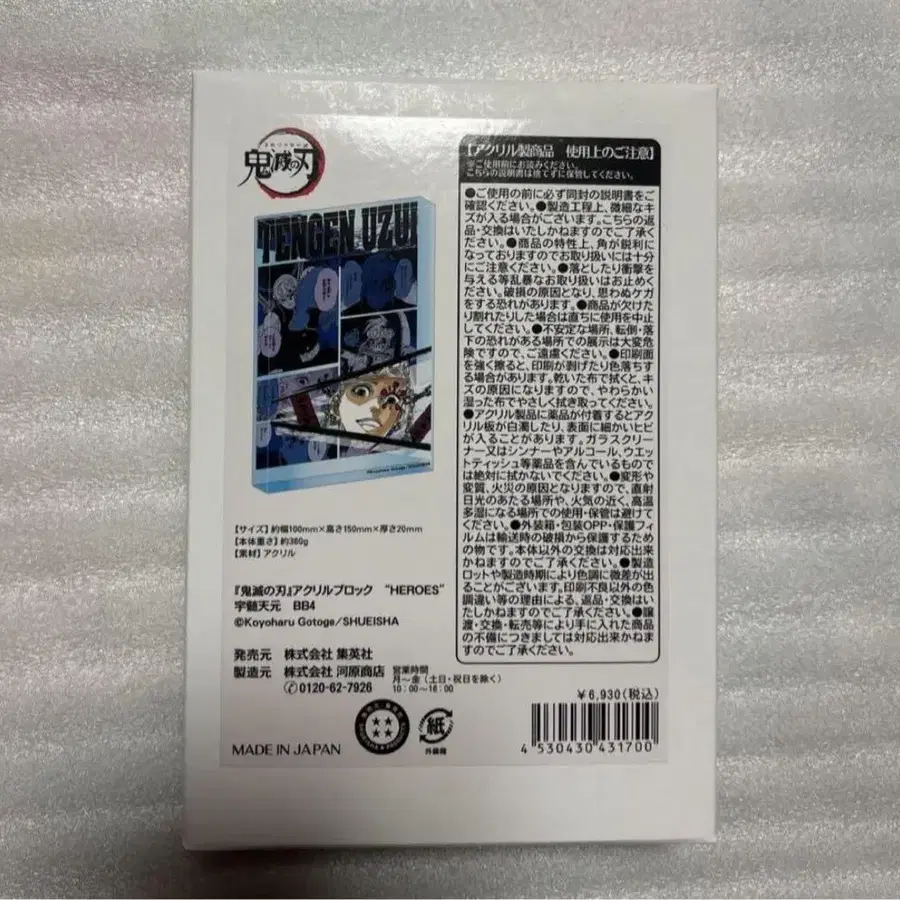 鬼滅の刃
TENGEN UZUI
©Koyoharu Gotoge/SHUEISHA
【サイズ】約幅100mm×高さ150mm×厚さ20mm
【本体重さ】約360g
【素材】アクリル
『鬼滅の刃』アクリルブロック “HEROES”
宇髄天元 BB4
©Koyoharu Gotoge/SHUEISHA
発売元 株式会社 集英社
製造元 株式会社 河原商店
0120-62-7926
営業時間
月〜金(土日・祝日を除く)
10:00〜16:00
MADE IN JAPAN
紙
外装箱
【アクリル製商品 使用上のご注意】
※ご使用前にお読みください。
こちらの説明書は捨てずに保管してください。
●ご使用の前に必ず同封の説明書をご
確認ください。●製造工程上、微細なキ
ズが入る場合がございます。こちらの返
品・交換はいたしかねますのでご了承く
ださい。●商品の特性上、角が鋭利に
なっておりますのでお取り扱いには十分
にご注意ください。●落としたり衝撃を
与える等乱暴なお取り扱いはお止めく
ださい。破損の原因となり、思わぬケガ
をする恐れがあります。●商品が欠けた
り割れたりした場合は直ちに使用を中止
してください。●不安定な場所、転倒・落
下の恐れがある場所での展示は大変危
険ですので、ご遠慮ください。●印刷面
を強く擦ると、印刷が剥げたり色落ちす
る場合があります。乾いた布で拭くと、キ
ズの原因になりますので、やわらかい
湿った布でやさしく拭き取ってください。
●アクリル製品に薬品が付着するとア
クリル板が白濁したり、表面に細かいヒビ
が入ることがあります。ガラスクリー
ナー又はシンナーやアルコール、ウエッ
トティッシュ等薬品を含んでいるもので
は絶対に拭かないでください。●変形や
変質、火災の原因となりますので、直射
日光のあたる場所や、火気の近く、高温
多湿になる場所での使用・保管は避けて
ください。●外装箱・包装OPP・保護フィ
ルムは輸送時の破損から保護するため
の物です。本体以外の交換は対応出来
かねますのでご了承ください。●製造
ロットや製造時期により色調に微差が出
ることがございます。印刷不良以外の色
調違い等の理由による、返品・交換はい
たしかねますのでご了承ください。●譲
渡・交換・転売等により手に入れた商品
の不備につきましては対応出来かねま
すのでご了承ください。
¥6,930(税込)
4 530430 431700